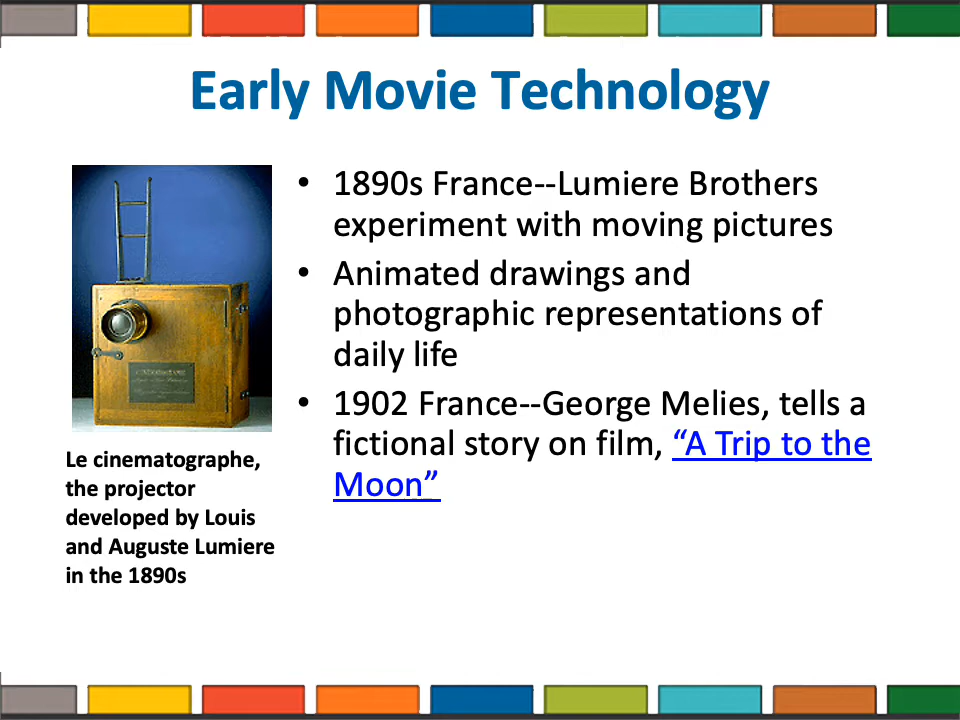 Early Movie Technology
• 1890s France--Lumiere Brothers
experiment with moving pictures
• Animated drawings and
photographic representations of
daily life
• 1902 France--George Melies, tells a
fictional story on film, “A Trip to the
Moon”
Le cinematographe,
the projector
developed by Louis
and Auguste Lumiere
in the 1890s